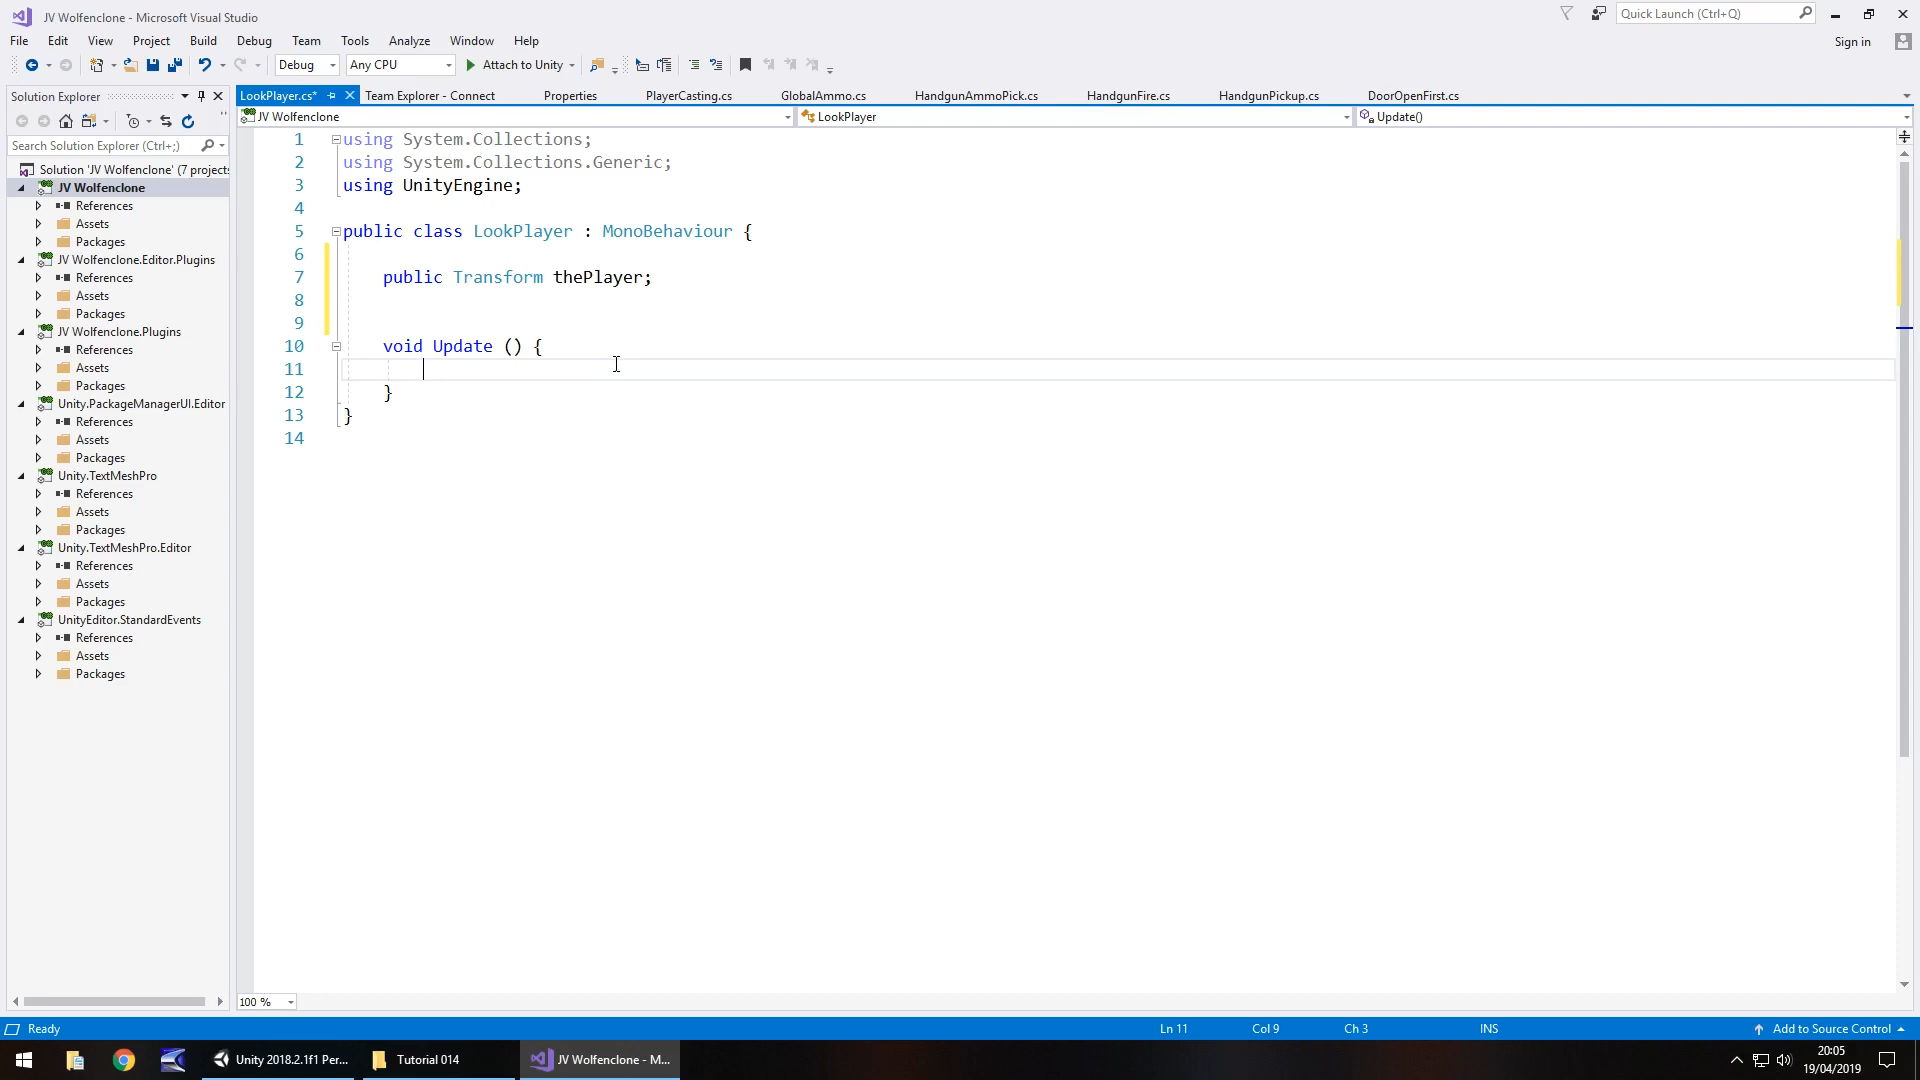 JV Wolfenclone - Microsoft Visual Studio
Quick Launch (Ctrl+Q)
File Edit View Project Build Debug Team Tools Analyze Window Help
Sign in
Debug Any CPU Attach to Unity
Solution Explorer
LookPlayer.cs* Team Explorer - Connect Properties PlayerCasting.cs GlobalAmmo.cs HandgunAmmoPick.cs HandgunFire.cs HandgunPickup.cs DoorOpenFirst.cs
JV Wolfenclone LookPlayer Update()
Search Solution Explorer (Ctrl+;)
Solution 'JV Wolfenclone' (7 projects
JV Wolfenclone
References
Assets
Packages
JV Wolfenclone.Editor.Plugins
References
Assets
Packages
JV Wolfenclone.Plugins
References
Assets
Packages
Unity.PackageManagerUI.Editor
References
Assets
Packages
Unity.TextMeshPro
References
Assets
Packages
Unity.TextMeshPro.Editor
References
Assets
Packages
UnityEditor.StandardEvents
References
Assets
Packages
1 using System.Collections;
2 using System.Collections.Generic;
3 using UnityEngine;
4
5 public class LookPlayer : MonoBehaviour {
6
7 public Transform thePlayer;
8
9
10 void Update () {
11
12 }
13 }
14
100 %
Ready Ln 11 Col 9 Ch 3 INS Add to Source Control
Unity 2018.2.1f1 Per... Tutorial 014 JV Wolfenclone - M...
20:05
19/04/2019